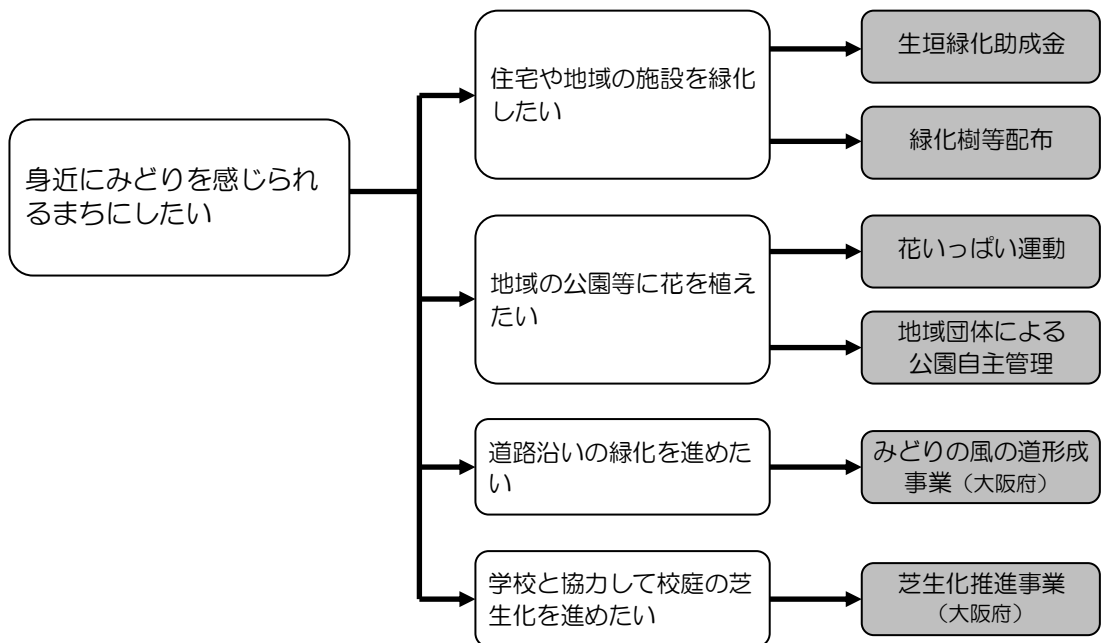 身近にみどりを感じられ
るまちにしたい
住宅や地域の施設を緑化
したい
生垣緑化助成金
緑化樹等配布
地域の公園等に花を植え
たい
花いっぱい運動
地域団体による
公園自主管理
道路沿いの緑化を進めた
い
みどりの風の道形成
事業（大阪府）
学校と協力して校庭の芝
生化を進めたい
芝生化推進事業
（大阪府）